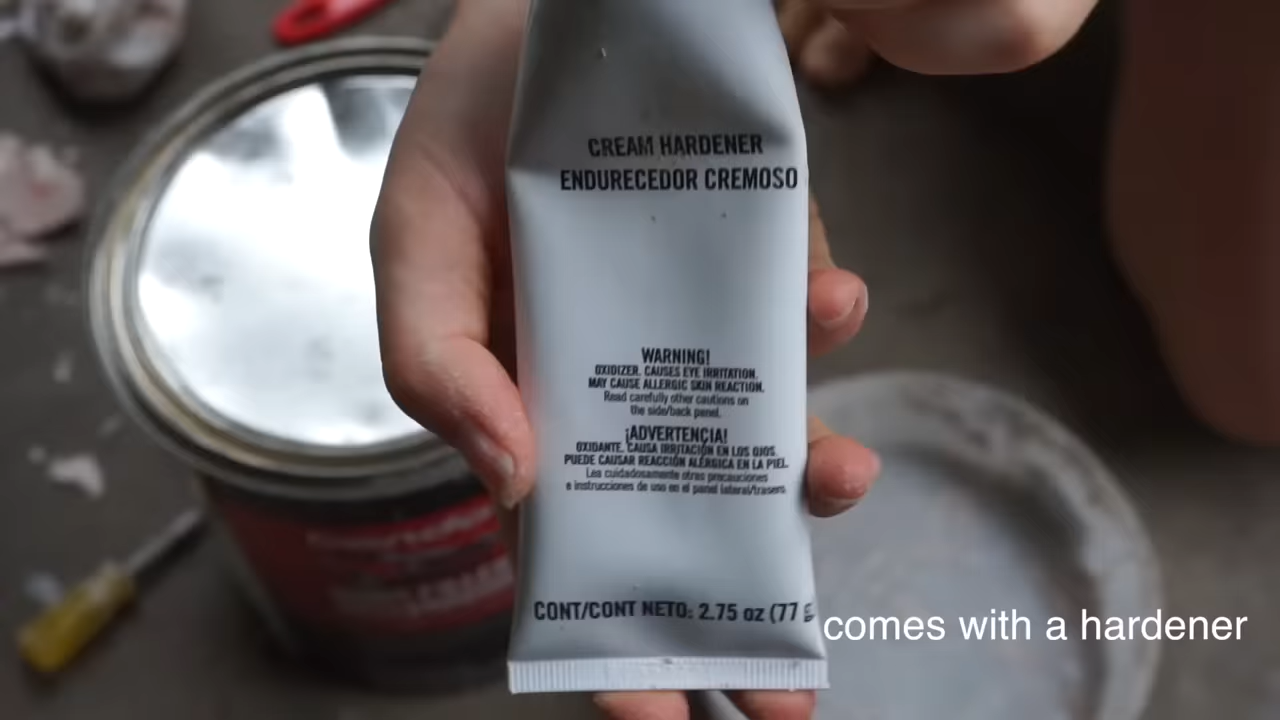 CREAM HARDENER
ENDURECEDOR CREMOSO
WARNING!
OXIDIZER. CAUSES EYE IRRITATION.
MAY CAUSE ALLERGIC SKIN REACTION.
Read carefully other cautions on
the side/back panel.
¡ADVERTENCIA!
OXIDANTE. CAUSA IRRITACIÓN EN LOS OJOS.
PUEDE CAUSAR REACCIÓN ALÉRGICA EN LA PIEL.
Lea cuidadosamente otras precauciones
e instrucciones de uso en el panel lateral/trasero.
CONT/CONT NETO: 2.75 oz (77 g
comes with a hardener